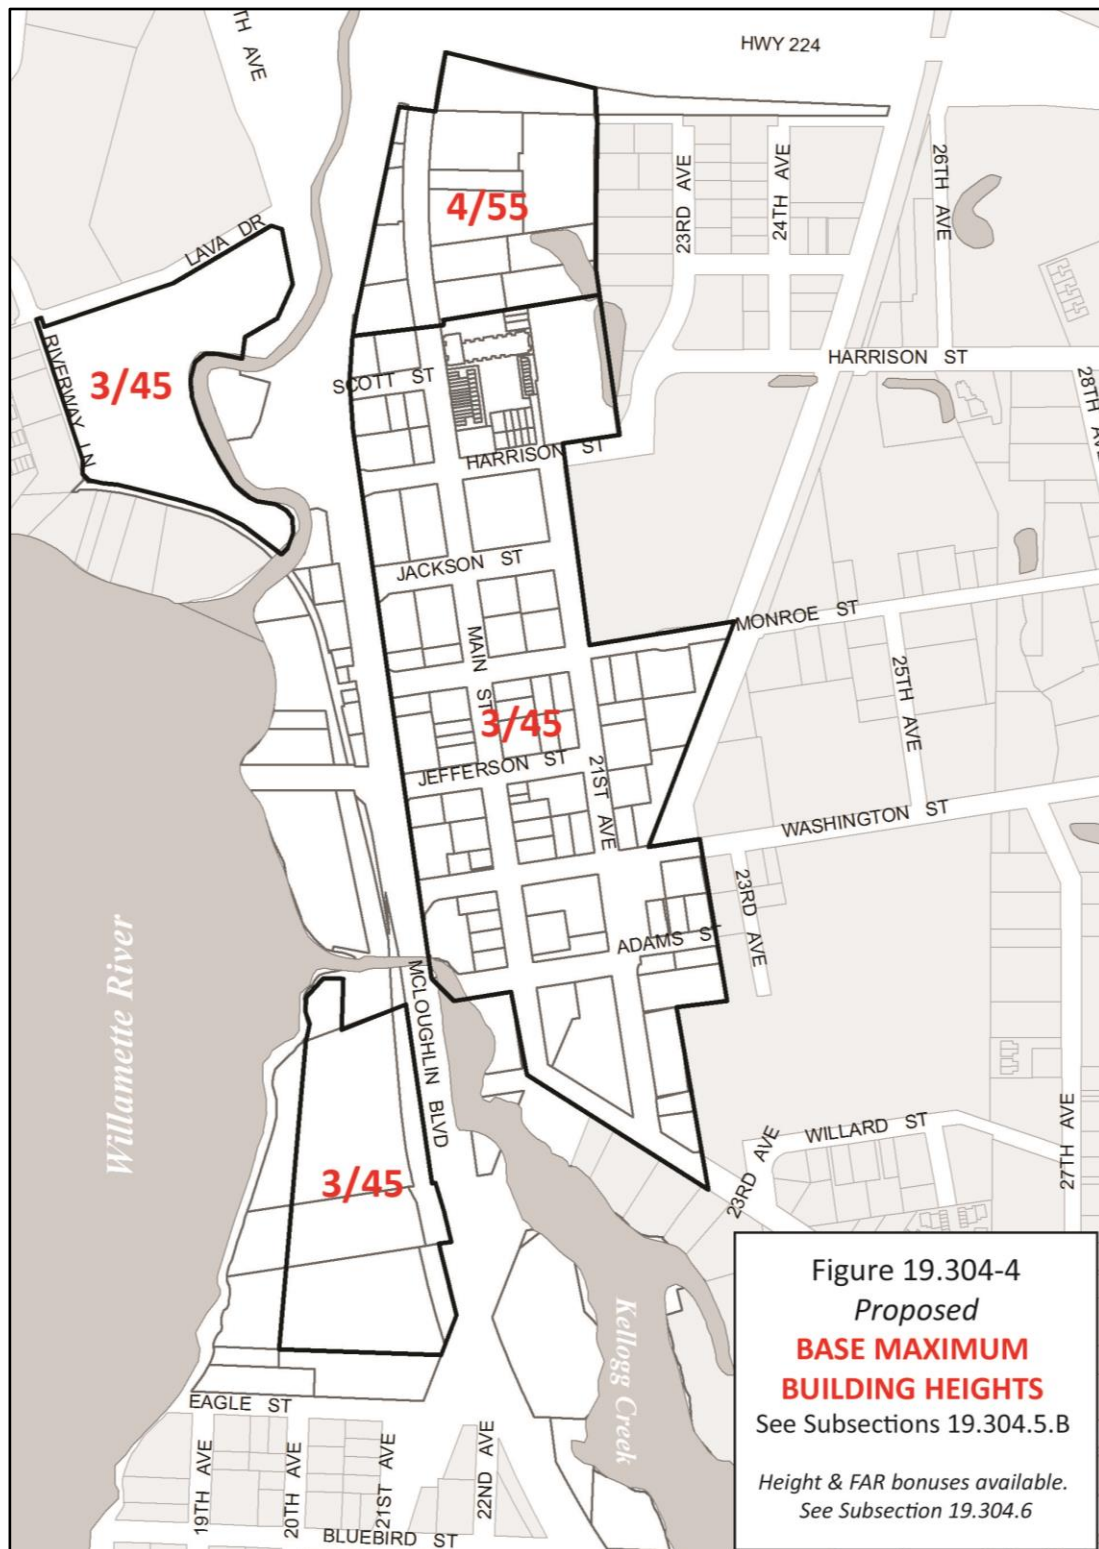 HWY 224
TH AVE
23RD AVE
24TH AVE
26TH AVE
4/55
LAVA DR
RIVERWAY LN
3/45
HARRISON ST
28TH AVE
SCOTT ST
HARRISON ST
JACKSON ST
MAIN ST
MONROE ST
25TH AVE
3/45
JEFFERSON ST
21ST AVE
WASHINGTON ST
23RD AVE
ADAMS ST
Willamette River
MCLOUGHLIN BLVD
WILLARD ST
23RD AVE
27TH AVE
3/45
Kellogg Creek
EAGLE ST
19TH AVE
20TH AVE
21ST AVE
22ND AVE
BLUEBIRD ST
Figure 19.304-4
Proposed
BASE MAXIMUM
BUILDING HEIGHTS
See Subsections 19.304.5.B
Height & FAR bonuses available.
See Subsection 19.304.6